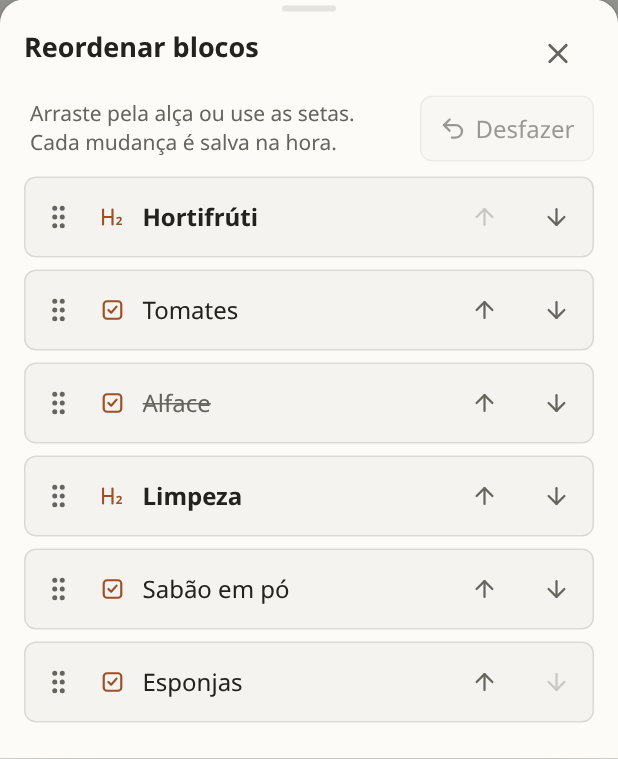 Reordenar blocos
Arraste pela alça ou use as setas.
Cada mudança é salva na hora.
Desfazer
H₂ Hortifrúti
Tomates
Alface
H₂ Limpeza
Sabão em pó
Esponjas